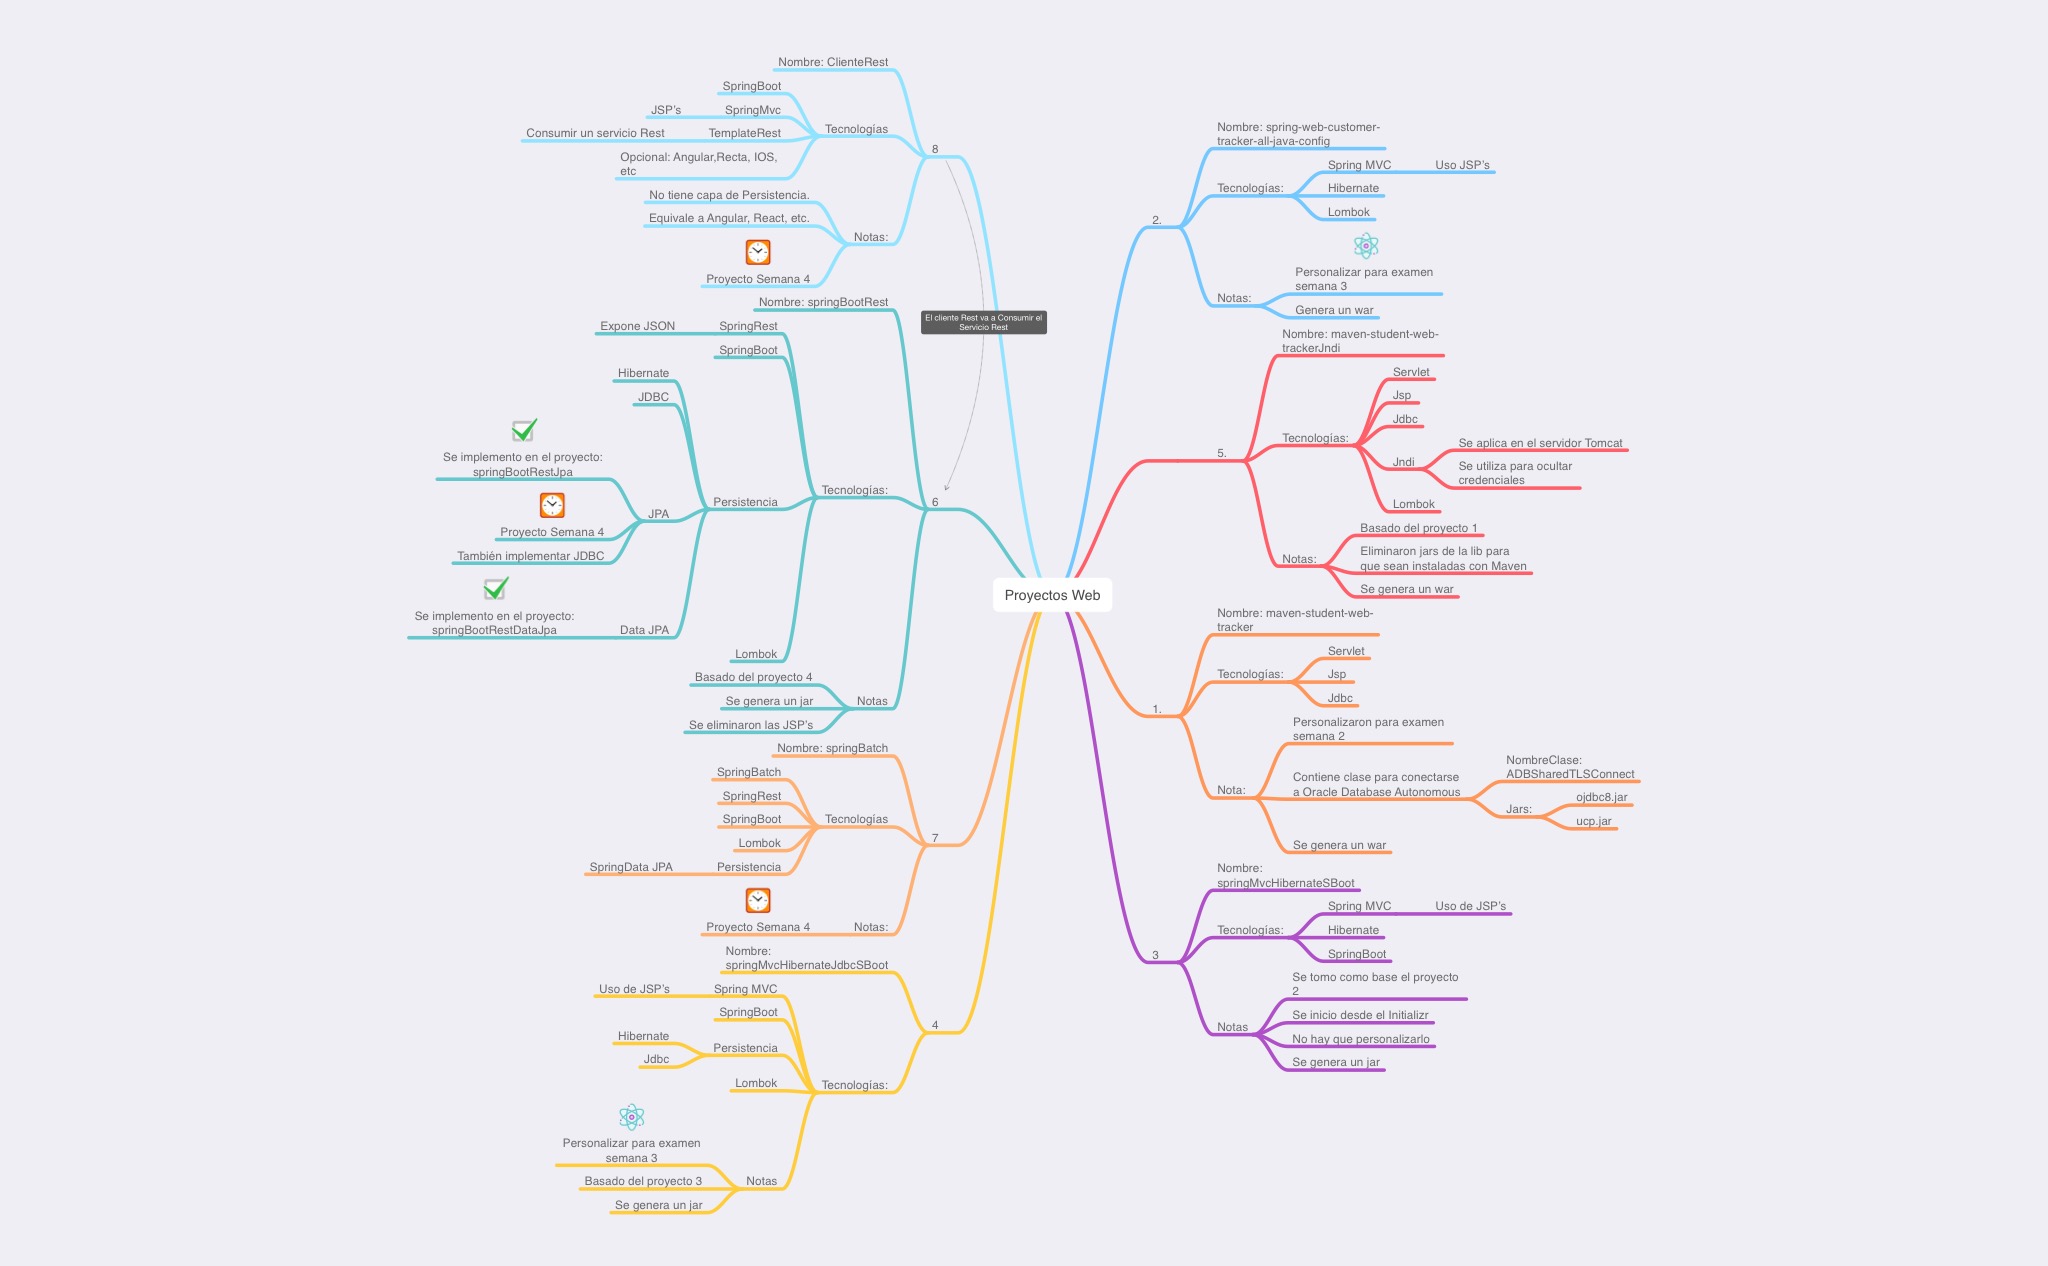 Proyectos Web
2.
Nombre: spring-web-customer-
tracker-all-java-config
Tecnologías:
Spring MVC
Uso JSP's
Hibernate
Lombok
Notas:
Personalizar para examen
semana 3
Genera un war
5.
Nombre: maven-student-web-
trackerJndi
Tecnologías:
Servlet
Jsp
Jdbc
Jndi
Se aplica en el servidor Tomcat
Se utiliza para ocultar
credenciales
Lombok
Notas:
Basado del proyecto 1
Eliminaron jars de la lib para
que sean instaladas con Maven
Se genera un war
1.
Nombre: maven-student-web-
tracker
Tecnologías:
Servlet
Jsp
Jdbc
Nota:
Personalizaron para examen
semana 2
Contiene clase para conectarse
a Oracle Database Autonomous
NombreClase:
ADBSharedTLSConnect
Jars:
ojdbc8.jar
ucp.jar
Se genera un war
3
Nombre:
springMvcHibernateSBoot
Tecnologías:
Spring MVC
Uso de JSP's
Hibernate
SpringBoot
Notas
Se tomo como base el proyecto
2
Se inicio desde el Initializr
No hay que personalizarlo
Se genera un jar
8
Nombre: ClienteRest
Tecnologías
SpringBoot
SpringMvc
JSP's
TemplateRest
Consumir un servicio Rest
Opcional: Angular,Recta, IOS,
etc
Notas:
No tiene capa de Persistencia.
Equivale a Angular, React, etc.
Proyecto Semana 4
El cliente Rest va a Consumir el
Servicio Rest
6
Nombre: springBootRest
Tecnologías:
SpringRest
Expone JSON
SpringBoot
Persistencia
Hibernate
JDBC
JPA
Se implemento en el proyecto:
springBootRestJpa
Proyecto Semana 4
También implementar JDBC
Data JPA
Se implemento en el proyecto:
springBootRestDataJpa
Lombok
Notas
Basado del proyecto 4
Se genera un jar
Se eliminaron las JSP's
7
Nombre: springBatch
Tecnologías
SpringBatch
SpringRest
SpringBoot
Lombok
Persistencia
SpringData JPA
Notas:
Proyecto Semana 4
4
Nombre:
springMvcHibernateJdbcSBoot
Tecnologías:
Spring MVC
Uso de JSP's
SpringBoot
Persistencia
Hibernate
Jdbc
Lombok
Notas
Personalizar para examen
semana 3
Basado del proyecto 3
Se genera un jar